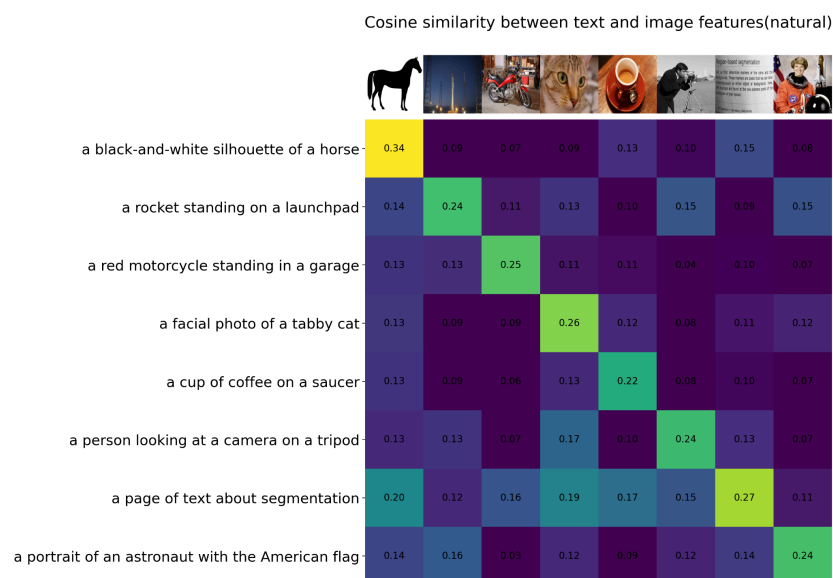 Cosine similarity between text and image features(natural)
a black-and-white silhouette of a horse 0.34 0.09 0.07 0.09 0.13 0.10 0.15 0.08
a rocket standing on a launchpad 0.14 0.24 0.11 0.13 0.10 0.15 0.09 0.15
a red motorcycle standing in a garage 0.13 0.13 0.25 0.11 0.11 0.04 0.10 0.07
a facial photo of a tabby cat 0.13 0.09 0.09 0.26 0.12 0.08 0.11 0.12
a cup of coffee on a saucer 0.13 0.09 0.06 0.13 0.22 0.08 0.10 0.07
a person looking at a camera on a tripod 0.13 0.13 0.07 0.17 0.10 0.24 0.13 0.07
a page of text about segmentation 0.20 0.12 0.16 0.19 0.17 0.15 0.27 0.11
a portrait of an astronaut with the American flag 0.14 0.16 0.03 0.12 0.09 0.12 0.14 0.24